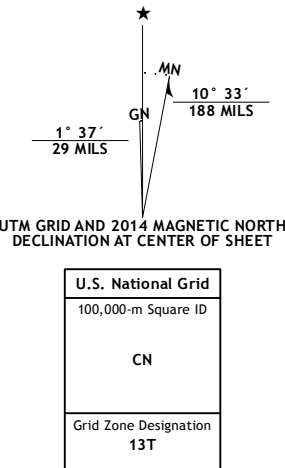 ★
MN
10° 33´
188 MILS
GN
1° 37´
29 MILS
UTM GRID AND 2014 MAGNETIC NORTH
DECLINATION AT CENTER OF SHEET
U.S. National Grid
100,000-m Square ID
CN
Grid Zone Designation
13T